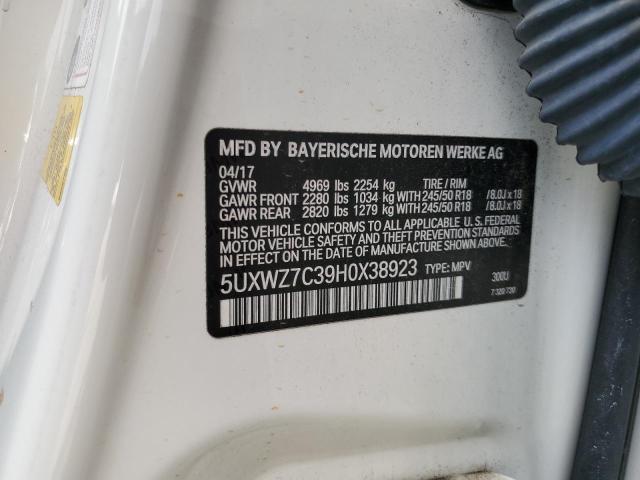 MFD BY BAYERISCHE MOTOREN WERKE AG
04/17
GVWR 4969 lbs 2254 kg TIRE / RIM
GAWR FRONT 2280 lbs 1034 kg WITH 245/50 R18 /8.0J x 18
GAWR REAR 2820 lbs 1279 kg WITH 245/50 R18 /8.0J x 18
THIS VEHICLE CONFORMS TO ALL APPLICABLE U.S. FEDERAL
MOTOR VEHICLE SAFETY AND THEFT PREVENTION STANDARDS
IN EFFECT ON THE DATE OF MANUFACTURE SHOWN ABOVE.
5UXWZ7C39H0X38923 TYPE: MPV 300U
7 320 720